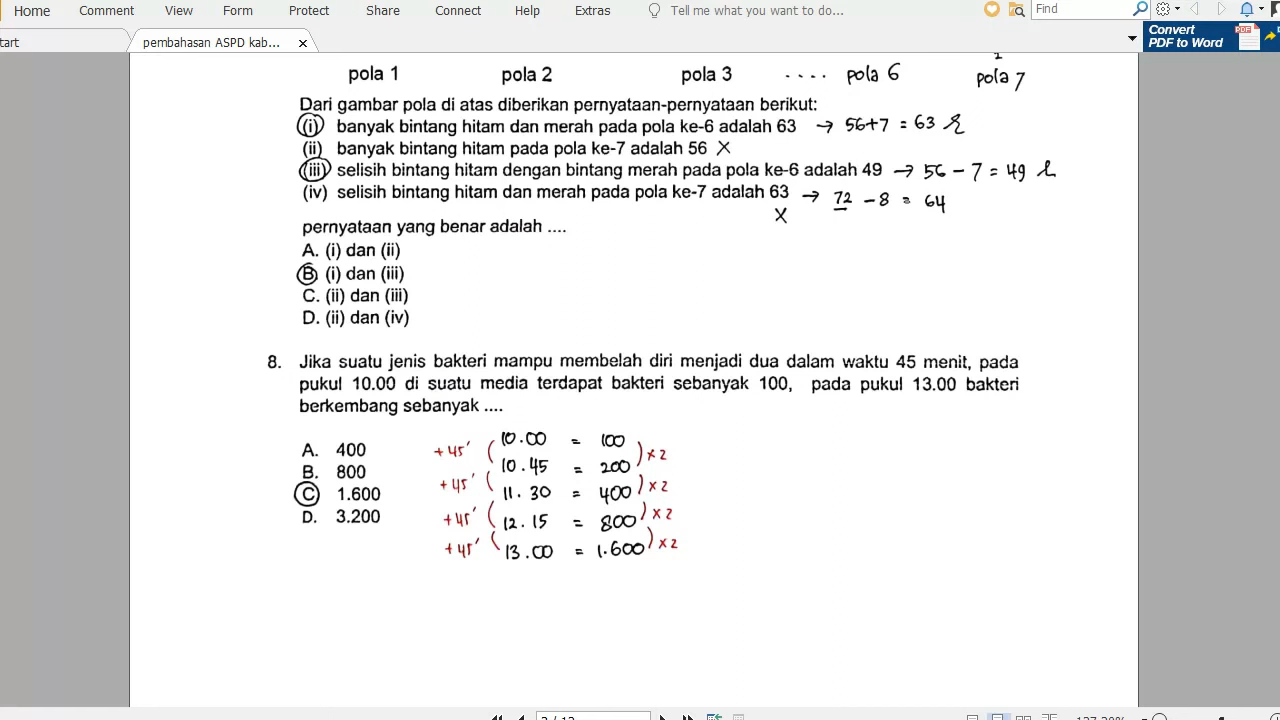 Home Comment View Form Protect Share Connect Help Extras Tell me what you want to do... Find
tart pembahasan ASPD kab... × Convert PDF to Word PDF
pola 1 pola 2 pola 3 .... pola 6 pola 7
Dari gambar pola di atas diberikan pernyataan-pernyataan berikut:
(i) banyak bintang hitam dan merah pada pola ke-6 adalah 63 → 56+7 = 63
(ii) banyak bintang hitam pada pola ke-7 adalah 56 X
(iii) selisih bintang hitam dengan bintang merah pada pola ke-6 adalah 49 → 56 - 7 = 49
(iv) selisih bintang hitam dan merah pada pola ke-7 adalah 63 → 72 - 8 = 64
X
pernyataan yang benar adalah ....
A. (i) dan (ii)
B. (i) dan (iii)
C. (ii) dan (iii)
D. (ii) dan (iv)
8. Jika suatu jenis bakteri mampu membelah diri menjadi dua dalam waktu 45 menit, pada
pukul 10.00 di suatu media terdapat bakteri sebanyak 100, pada pukul 13.00 bakteri
berkembang sebanyak ....
A. 400
B. 800
C. 1.600
D. 3.200
10.00 = 100
+45' ( ) x2
10.45 = 200
+45' ( ) x2
11.30 = 400
+45' ( ) x2
12.15 = 800
+45' ( ) x2
13.00 = 1.600